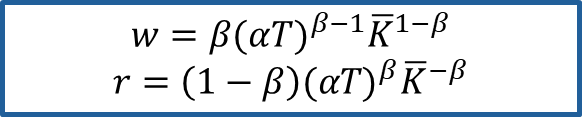 w = β(αT)^{β−1} K̅^{1−β}
r = (1 − β)(αT)^{β} K̅^{−β}